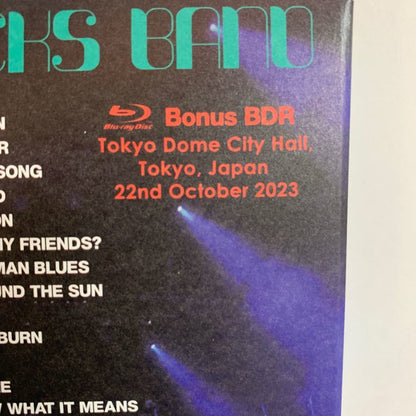 CKS BAND
Blu-ray Disc Bonus BDR
Tokyo Dome City Hall,
Tokyo, Japan
22nd October 2023
N
R
SONG
D
ON
MY FRIENDS?
MAN BLUES
UND THE SUN
BURN
E
W WHAT IT MEANS